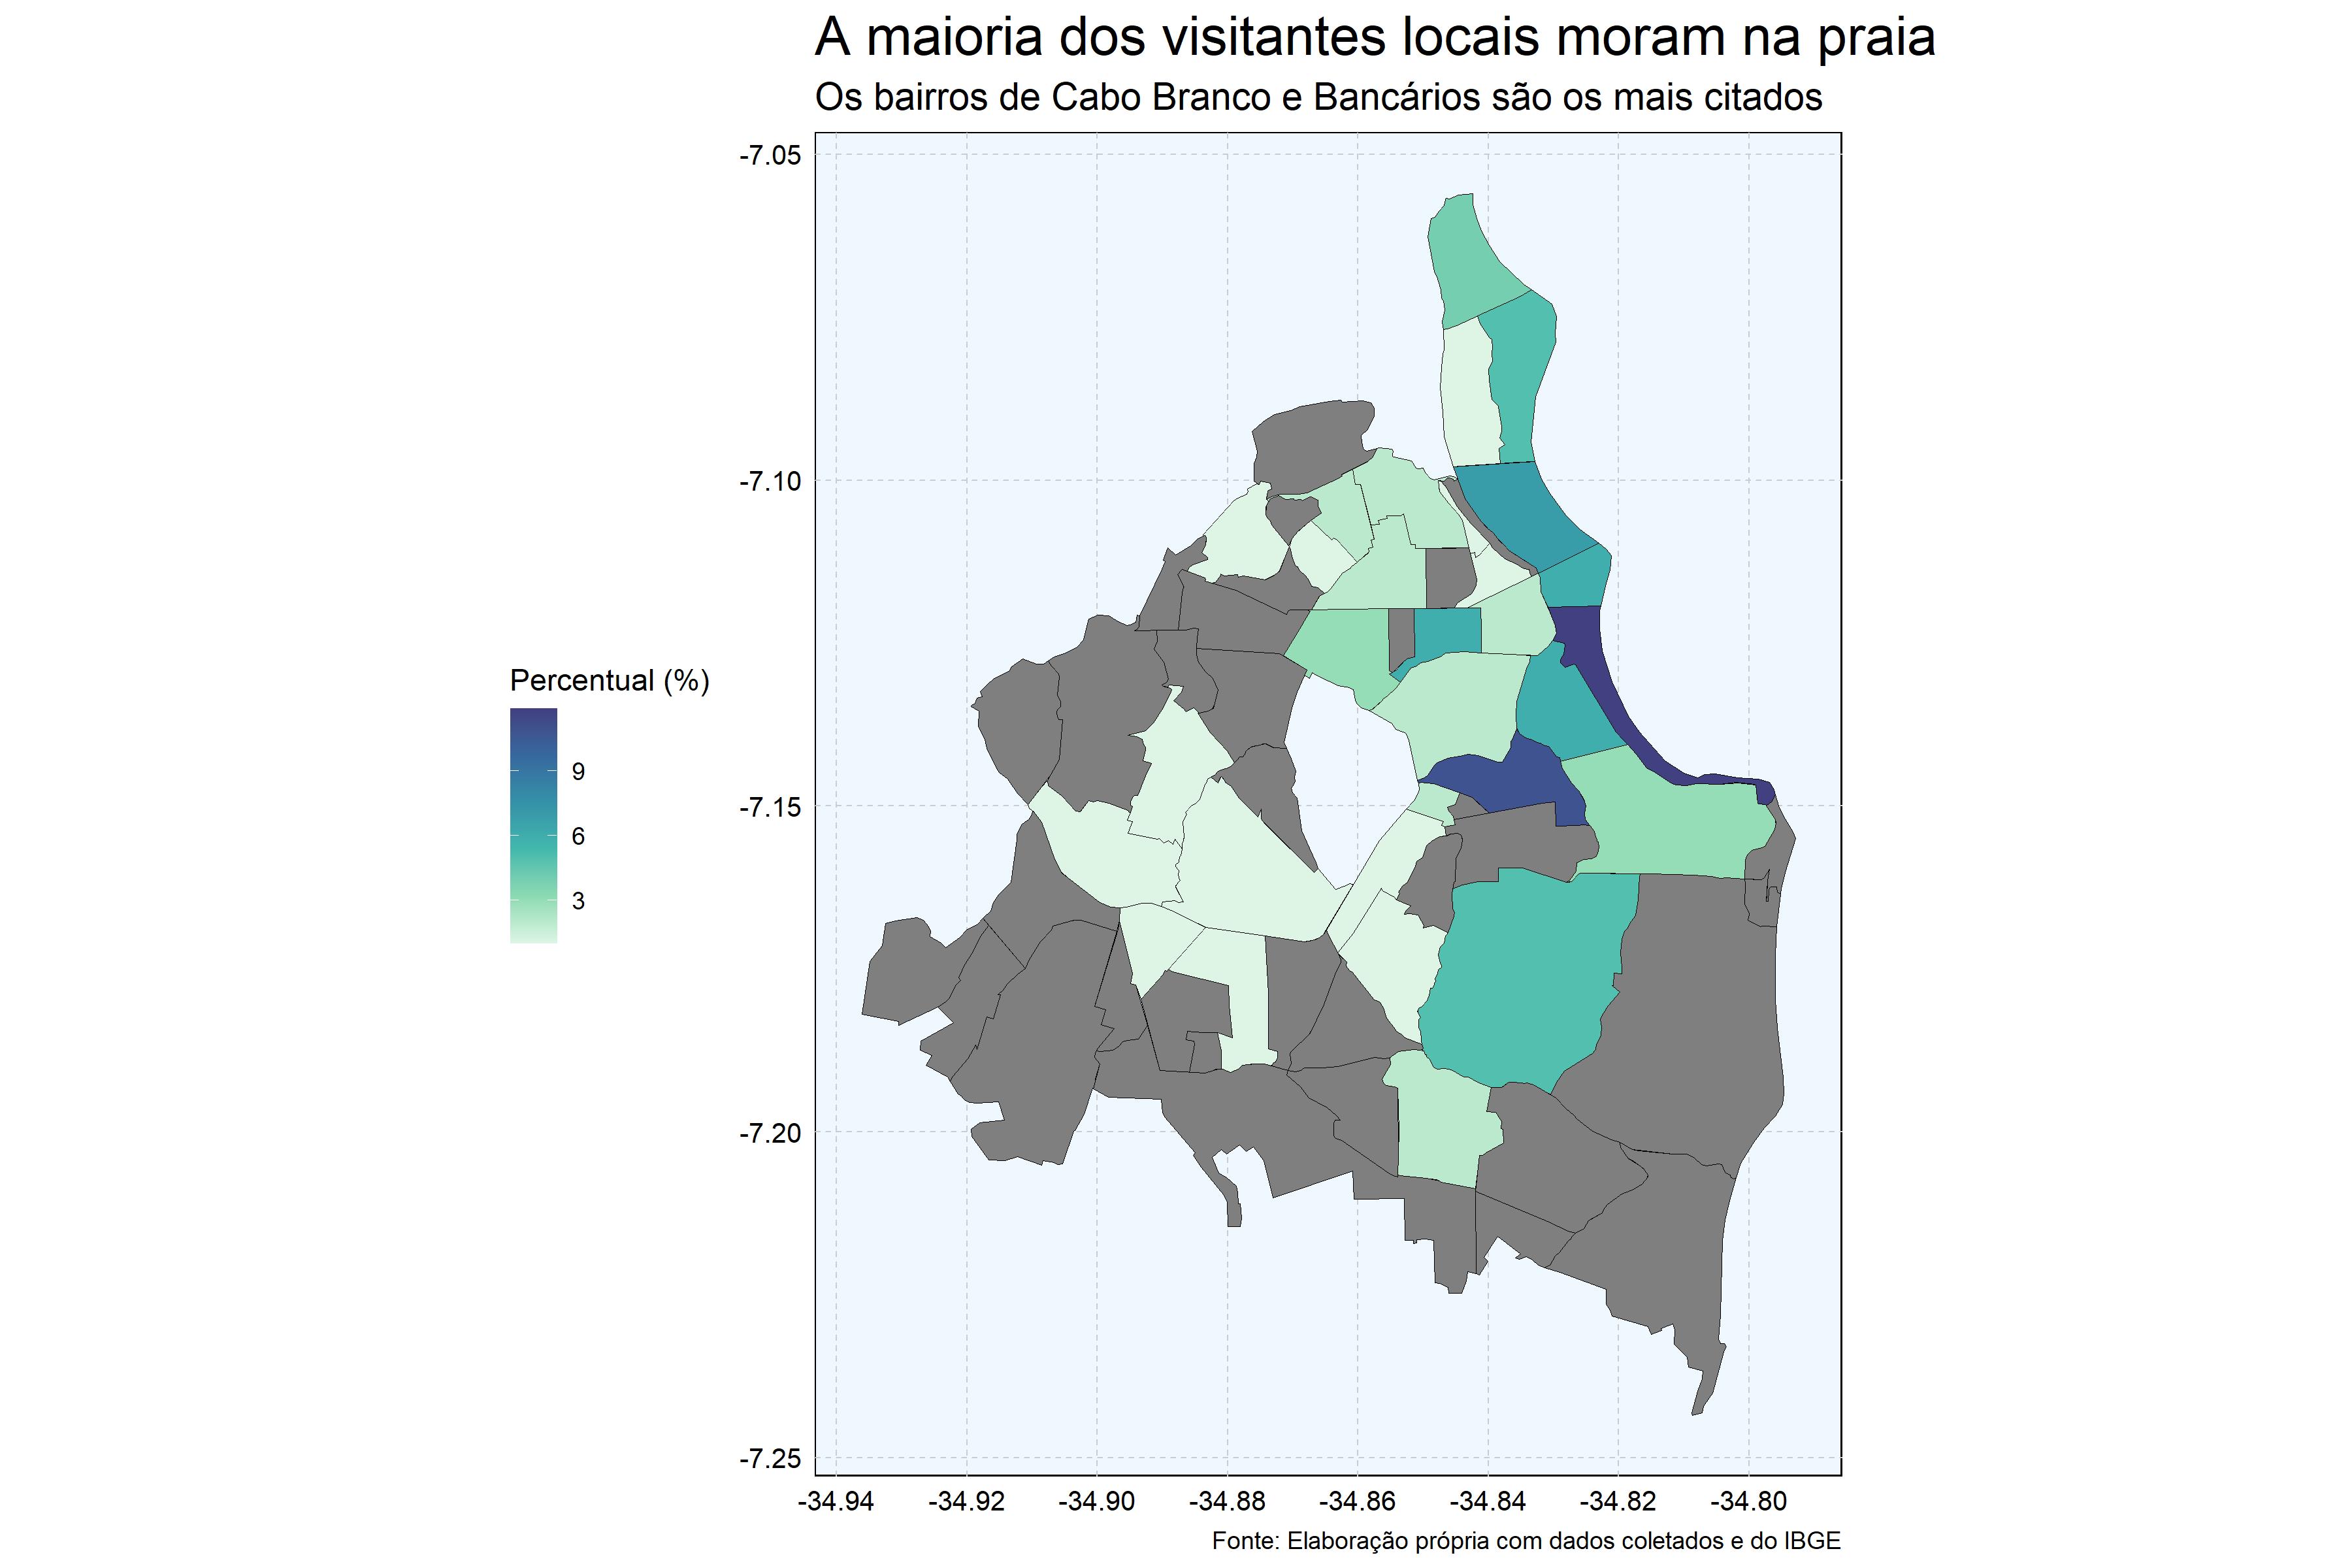 A maioria dos visitantes locais moram na praia
Os bairros de Cabo Branco e Bancários são os mais citados
-7.05
-7.10
-7.15
-7.20
-7.25
Percentual (%)
9
6
3
-34.94 -34.92 -34.90 -34.88 -34.86 -34.84 -34.82 -34.80
Fonte: Elaboração própria com dados coletados e do IBGE